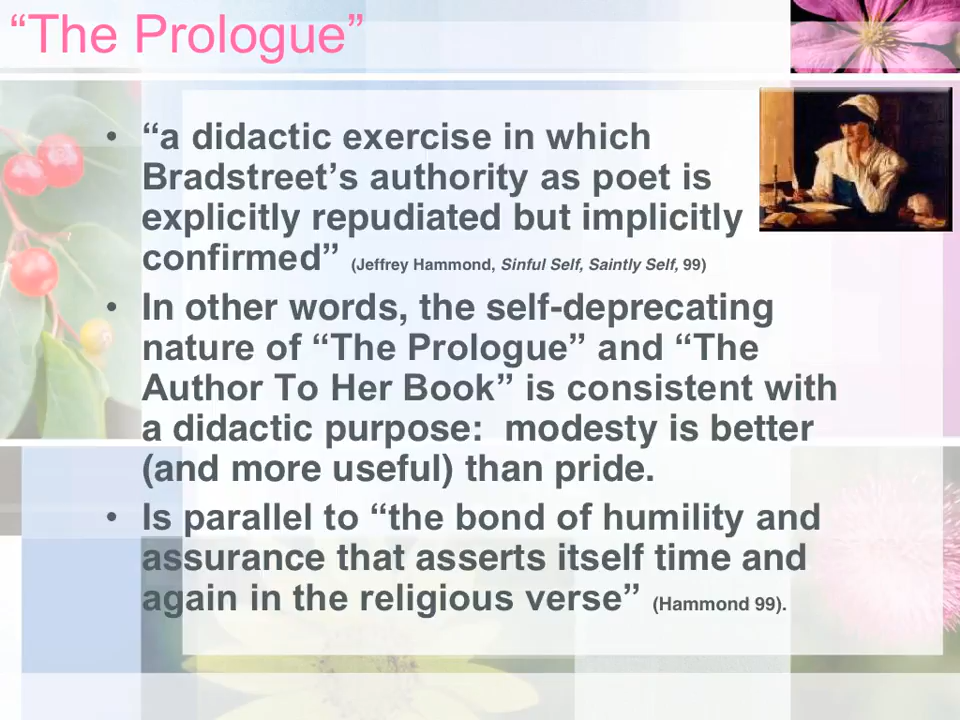 “The Prologue”
• “a didactic exercise in which
Bradstreet’s authority as poet is
explicitly repudiated but implicitly
confirmed” (Jeffrey Hammond, Sinful Self, Saintly Self, 99)
• In other words, the self-deprecating
nature of “The Prologue” and “The
Author To Her Book” is consistent with
a didactic purpose:  modesty is better
(and more useful) than pride.
• Is parallel to “the bond of humility and
assurance that asserts itself time and
again in the religious verse” (Hammond 99).